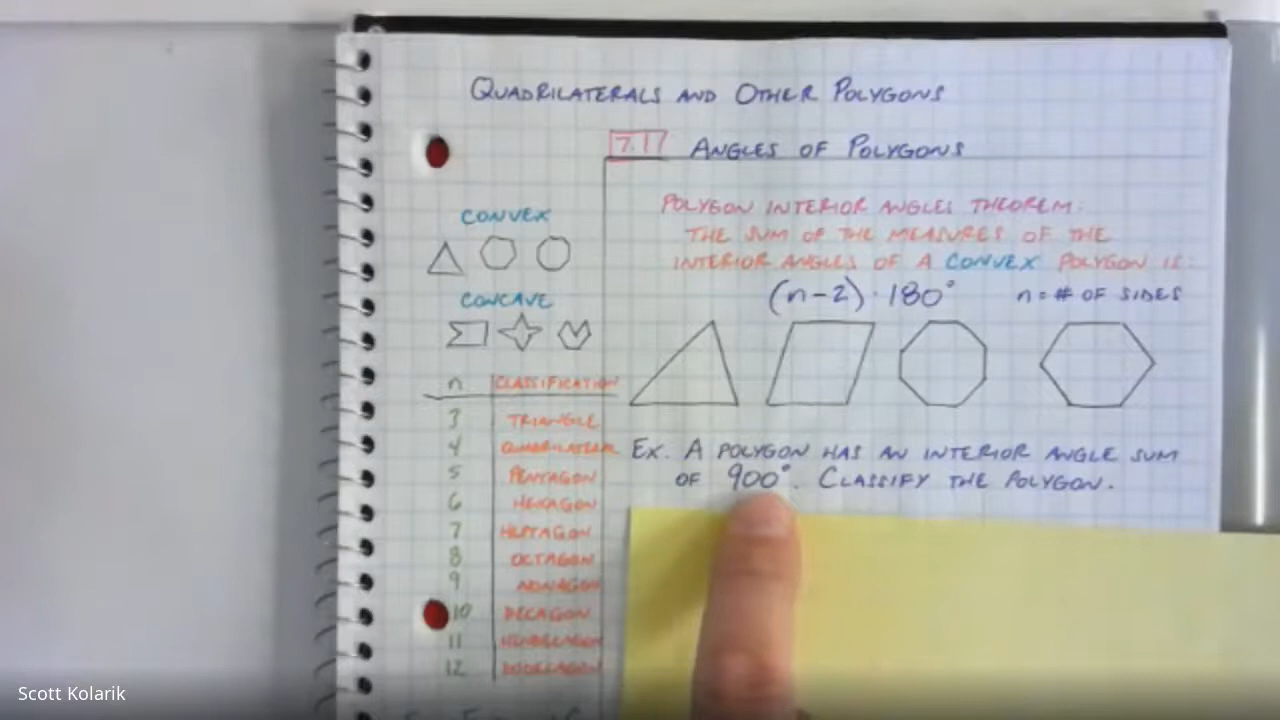 QUADRILATERALS AND OTHER POLYGONS
7.1 ANGLES OF POLYGONS
CONVEX
CONCAVE
n CLASSIFICATION
3 TRIANGLE
4 QUADRILATERAL
5 PENTAGON
6 HEXAGON
7 HEPTAGON
8 OCTAGON
9 NONAGON
10 DECAGON
11 HENDECAGON
12 DODECAGON
POLYGON INTERIOR ANGLES THEOREM:
THE SUM OF THE MEASURES OF THE
INTERIOR ANGLES OF A CONVEX POLYGON IS:
(n-2)·180° n = # OF SIDES
EX. A POLYGON HAS AN INTERIOR ANGLE SUM
OF 900°. CLASSIFY THE POLYGON.
Scott Kolarik